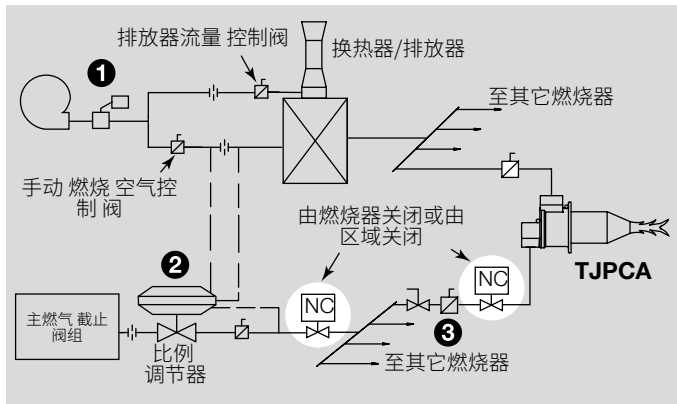 排放器流量 控制阀
换热器/排放器
1
至其它燃烧器
手动 燃烧 空气控
制 阀
由燃烧器关闭或由
区域关闭
2
NC
NC
TJPCA
主燃气 截止
阀组
3
比例
调节器
至其它燃烧器